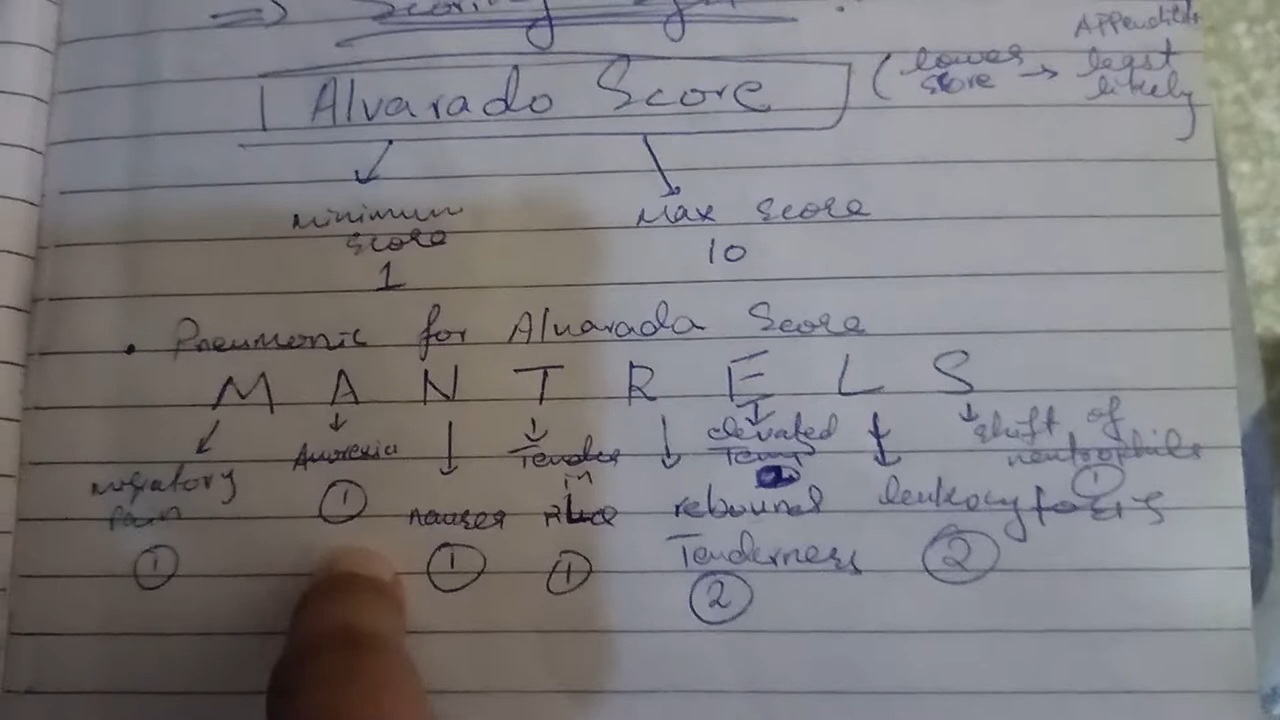 => Scoring
Alvarado Score
( lower score → Appendicitis least likely )
Minimum score
1
Max score
10
• Pneumonic for Alvarado Score
M A N T R E L S
migratory pain
1
Anorexia
1
nausea
1
Tender in
1
rebound Tenderness
2
elevated Temp
leukocytosis
2
shift of neutrophils
1